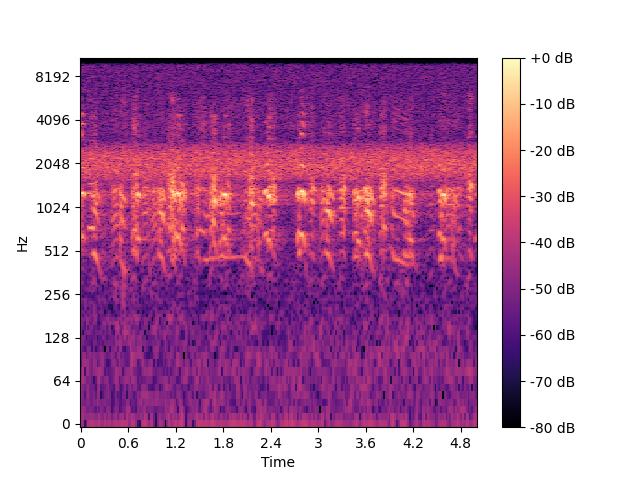 +0 dB
8192
-10 dB
4096
-20 dB
2048
-30 dB
1024
-40 dB
Hz
512
-50 dB
256
-60 dB
128
64
-70 dB
0
-80 dB
0 0.6 1.2 1.8 2.4 3 3.6 4.2 4.8
Time